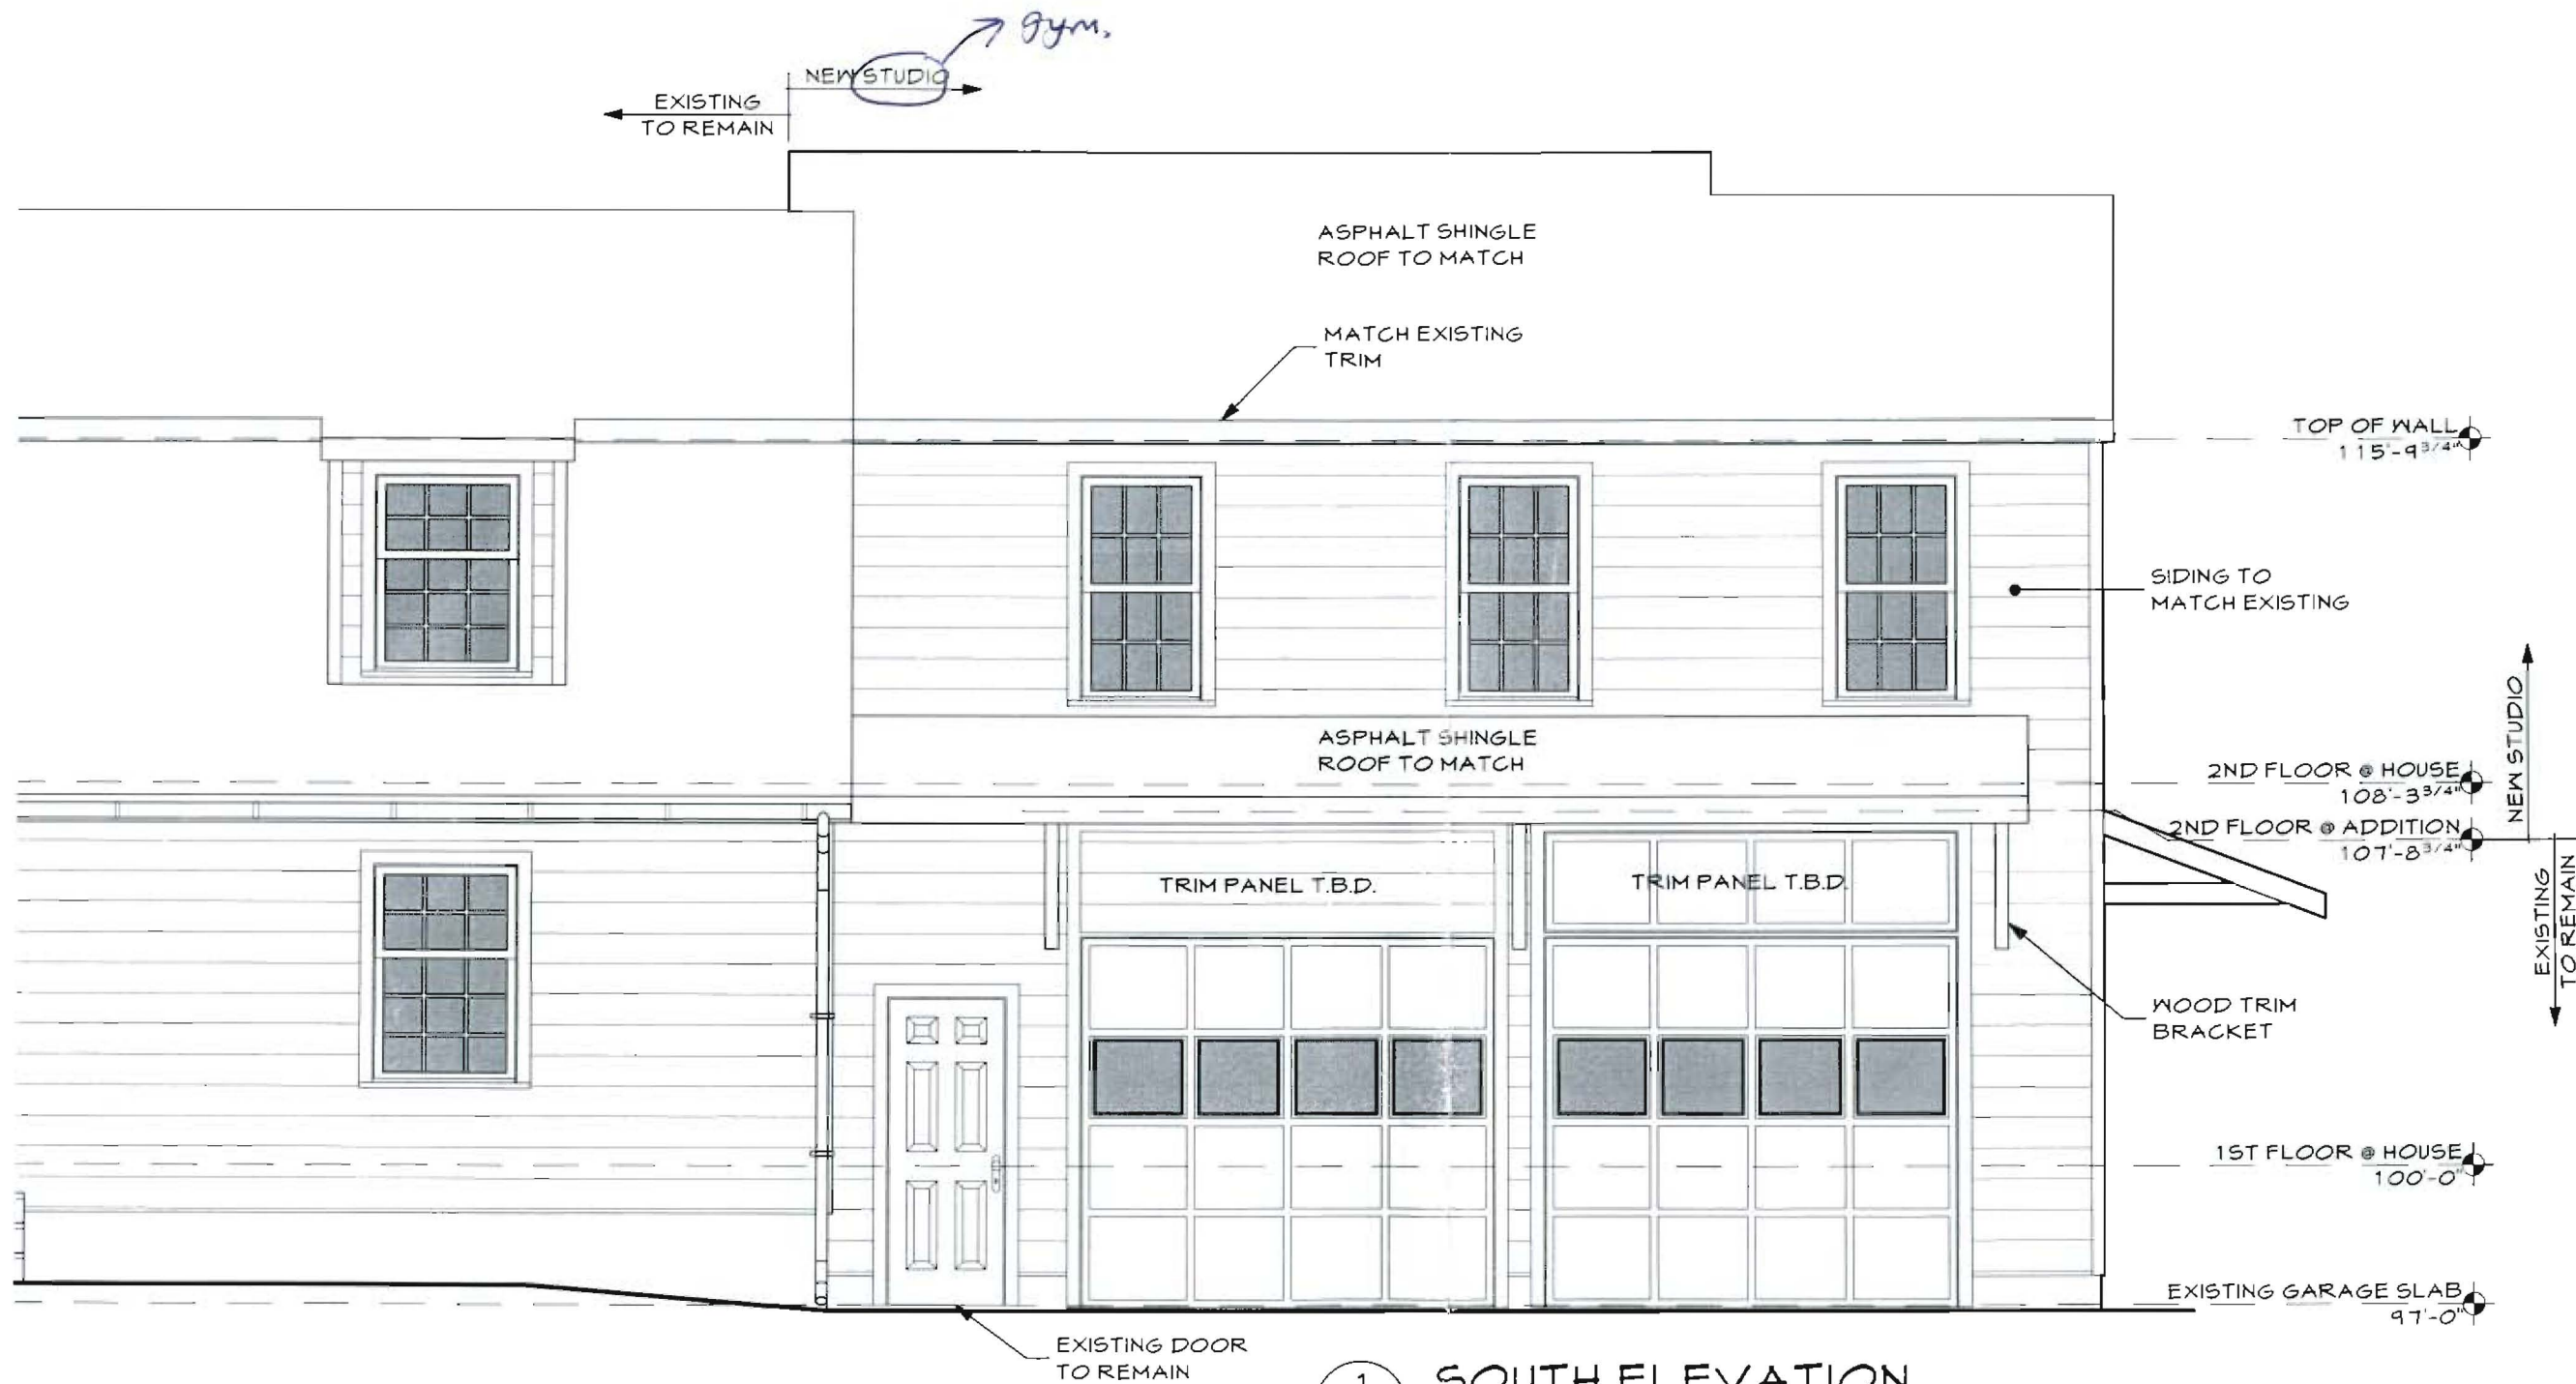 gym.
NEW STUDIO
EXISTING
TO REMAIN
ASPHALT SHINGLE
ROOF TO MATCH
MATCH EXISTING
TRIM
TOP OF WALL
115'-9 3/4"
SIDING TO
MATCH EXISTING
NEW STUDIO
ASPHALT SHINGLE
ROOF TO MATCH
2ND FLOOR @ HOUSE
108'-3 3/4"
2ND FLOOR @ ADDITION
107'-8 3/4"
TRIM PANEL T.B.D.
TRIM PANEL T.B.D.
EXISTING
TO REMAIN
WOOD TRIM
BRACKET
1ST FLOOR @ HOUSE
100'-0"
EXISTING GARAGE SLAB
97'-0"
EXISTING DOOR
TO REMAIN
1
SOUTH ELEVATION